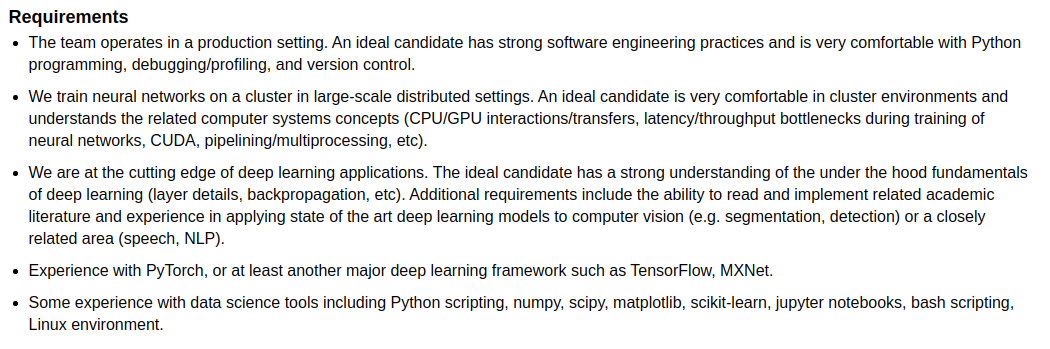 Requirements
• The team operates in a production setting. An ideal candidate has strong software engineering practices and is very comfortable with Python
programming, debugging/profiling, and version control.
• We train neural networks on a cluster in large-scale distributed settings. An ideal candidate is very comfortable in cluster environments and
understands the related computer systems concepts (CPU/GPU interactions/transfers, latency/throughput bottlenecks during training of
neural networks, CUDA, pipelining/multiprocessing, etc).
• We are at the cutting edge of deep learning applications. The ideal candidate has a strong understanding of the under the hood fundamentals
of deep learning (layer details, backpropagation, etc). Additional requirements include the ability to read and implement related academic
literature and experience in applying state of the art deep learning models to computer vision (e.g. segmentation, detection) or a closely
related area (speech, NLP).
• Experience with PyTorch, or at least another major deep learning framework such as TensorFlow, MXNet.
• Some experience with data science tools including Python scripting, numpy, scipy, matplotlib, scikit-learn, jupyter notebooks, bash scripting,
Linux environment.